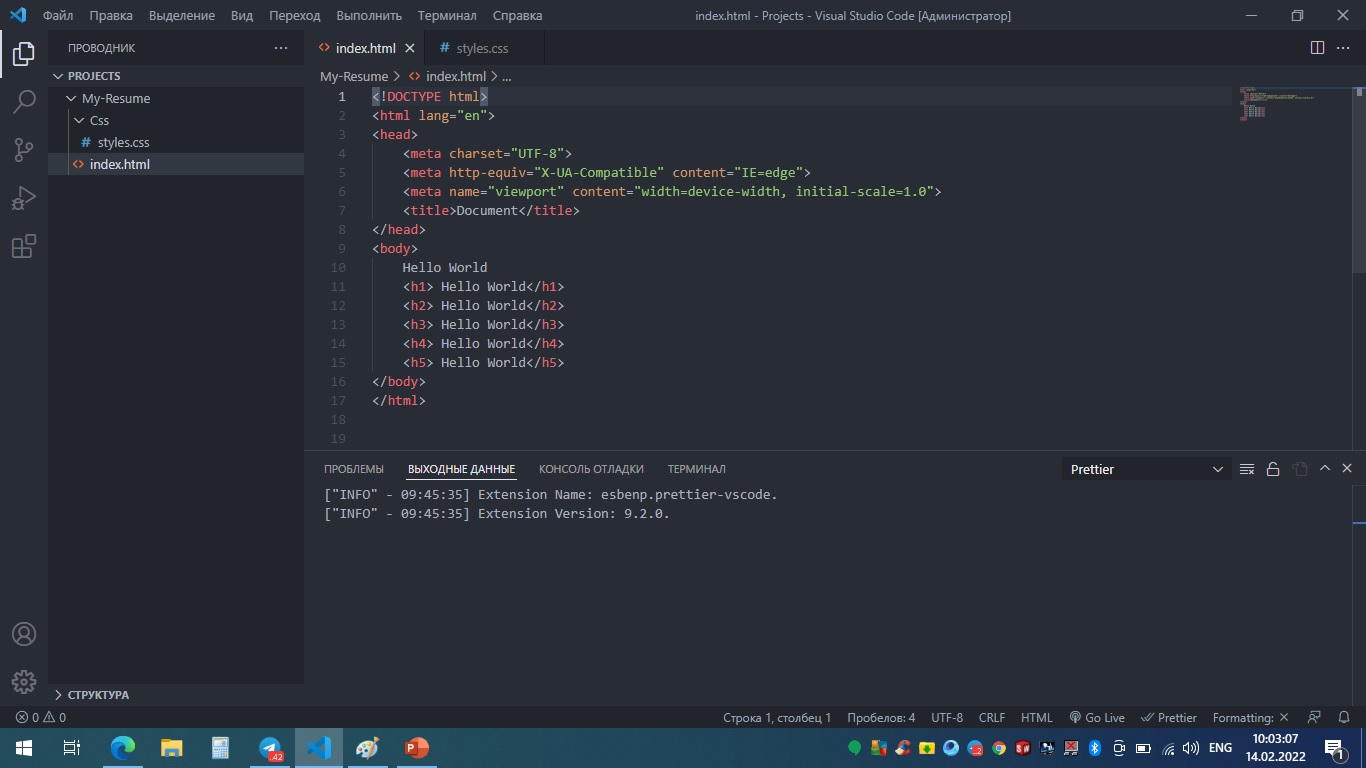 Файл Правка Выделение Вид Переход Выполнить Терминал Справка index.html - Projects - Visual Studio Code [Администратор]
ПРОВОДНИК
index.html
# styles.css
PROJECTS
My-Resume > index.html > ...
My-Resume
Css
# styles.css
index.html
1 <!DOCTYPE html>
2 <html lang="en">
3 <head>
4 <meta charset="UTF-8">
5 <meta http-equiv="X-UA-Compatible" content="IE=edge">
6 <meta name="viewport" content="width=device-width, initial-scale=1.0">
7 <title>Document</title>
8 </head>
9 <body>
10 Hello World
11 <h1> Hello World</h1>
12 <h2> Hello World</h2>
13 <h3> Hello World</h3>
14 <h4> Hello World</h4>
15 <h5> Hello World</h5>
16 </body>
17 </html>
18
19
ПРОБЛЕМЫ ВЫХОДНЫЕ ДАННЫЕ КОНСОЛЬ ОТЛАДКИ ТЕРМИНАЛ Prettier
["INFO" - 09:45:35] Extension Name: esbenp.prettier-vscode.
["INFO" - 09:45:35] Extension Version: 9.2.0.
СТРУКТУРА
0 0 Строка 1, столбец 1 Пробелов: 4 UTF-8 CRLF HTML Go Live Prettier Formatting: ×
.42 P ENG 10:03:07
14.02.2022 1